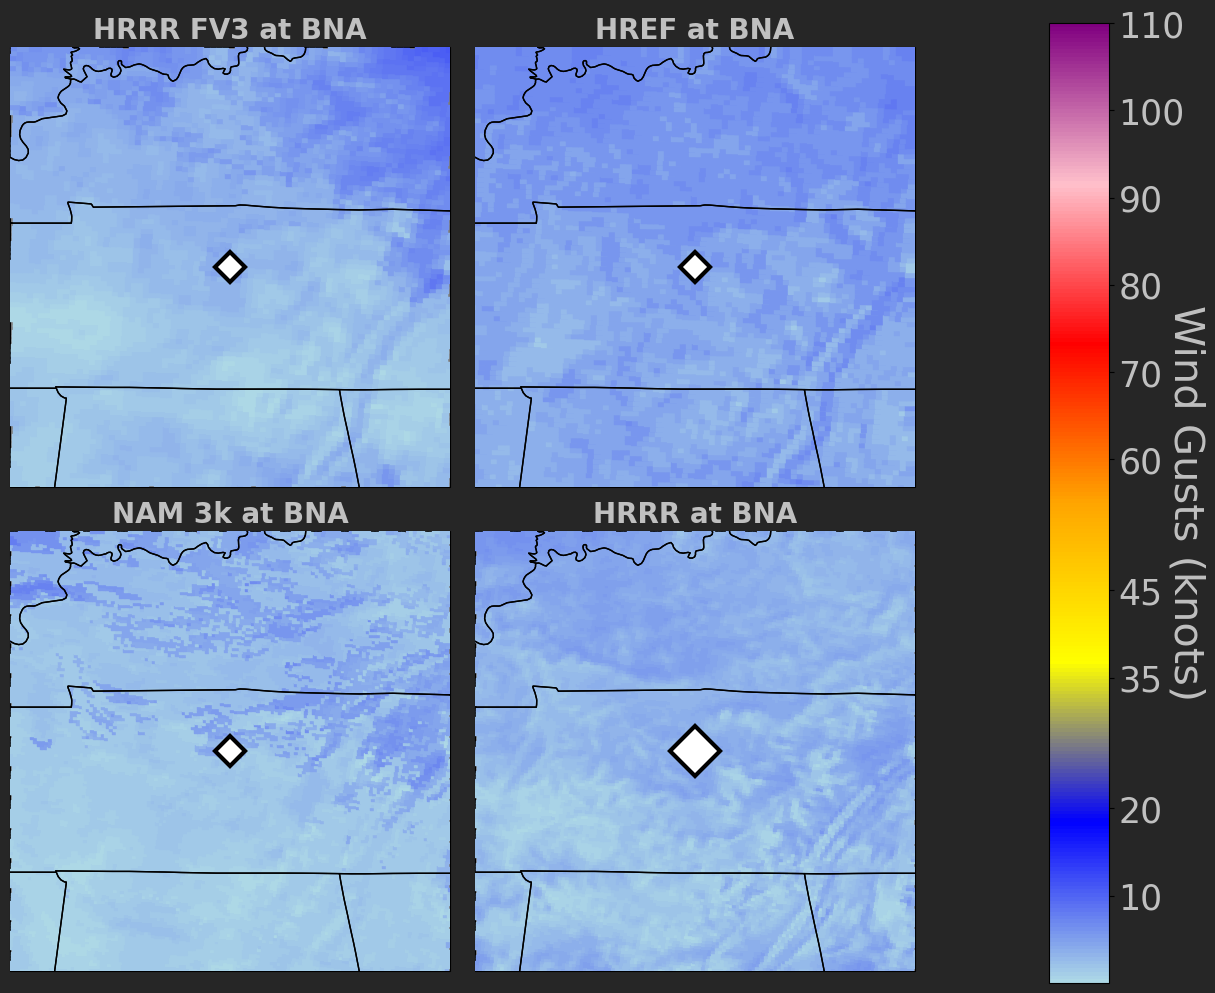 HRRR FV3 at BNA
HREF at BNA
NAM 3k at BNA
HRRR at BNA
110
100
90
80
70
60
45
35
20
10
Wind Gusts (knots)